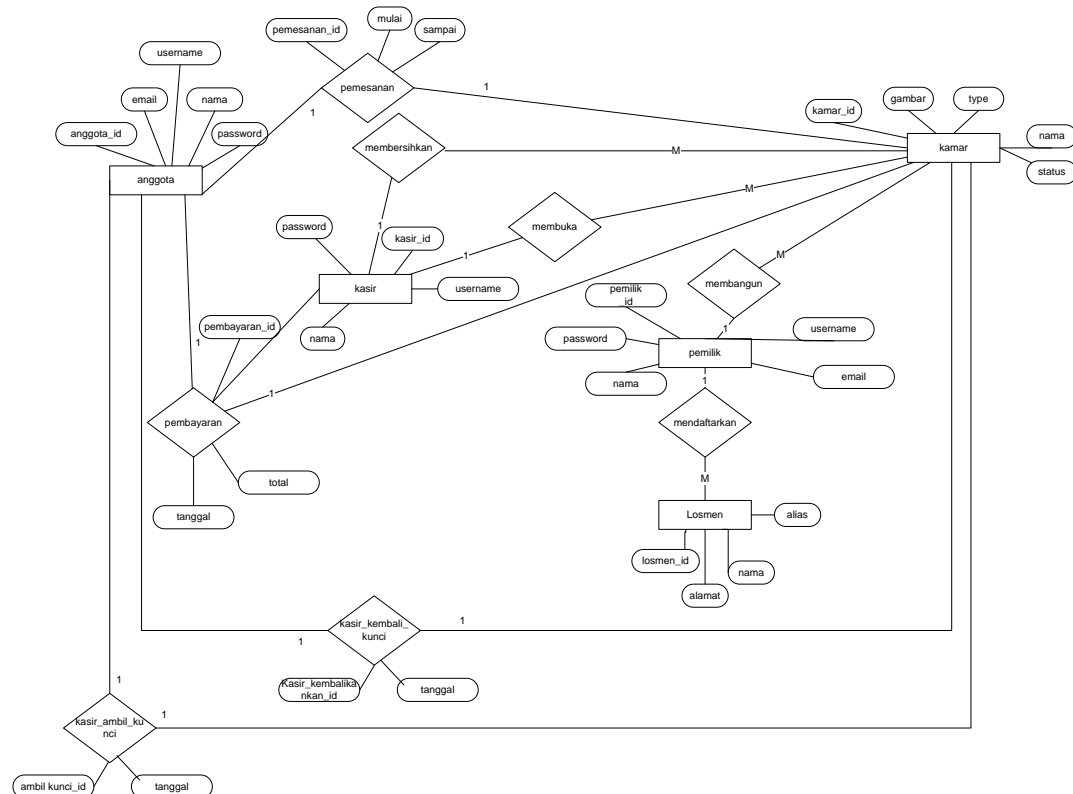 mulai
pemesanan_id
sampai
username
pemesanan
1
1
email
nama
gambar
type
kamar_id
anggota_id
password
nama
membersihkan
M
kamar
status
anggota
M
password
1
kasir_id
membuka
1
M
kasir
username
membangun
pemilik
_id
pembayaran_id
nama
1
username
password
1
pemilik
email
nama
1
1
pembayaran
mendaftarkan
total
M
tanggal
Losmen
alias
losmen_id
nama
alamat
kasir_kembali_
kunci
1
1
Kasir_kembalika
nkan_id
tanggal
1
1
kasir_ambil_ku
nci
ambil kunci_id
tanggal